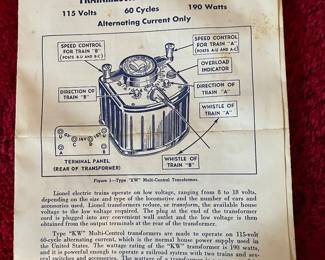 115 Volts 60 Cycles 190 Watts
Alternating Current Only
SPEED CONTROL
FOR TRAIN "B"
(POSTS B-U AND B-C)
SPEED CONTROL
FOR TRAIN "A"
(POSTS A-U AND A-C)
OVERLOAD
INDICATOR
DIRECTION OF
TRAIN "B"
DIRECTION OF
TRAIN "A"
WHISTLE OF
TRAIN "A"
TERMINAL PANEL
(REAR OF TRANSFORMER)
WHISTLE OF
TRAIN "B"
Figure 1—Type "KW" Multi-Control Transformer.
Lionel electric trains operate on low voltage, ranging from 8 to 18 volts,
depending on the size and type of the locomotive and the number of cars and
accessories used. Lionel transformers reduce, or transform, the available house
voltage to the low voltage required. The plug at the end of the transformer
cord is plugged into any convenient wall outlet and the low voltage is then
obtained from the output terminals at the rear of the transformer.
Type "KW" Multi-Control transformers are made to operate on 115-volt
60-cycle alternating current, which is the normal house power supply used in
the United States. The wattage rating of the "KW" transformer is 190 watts,
and it is powerful enough to operate a railroad system with two trains and